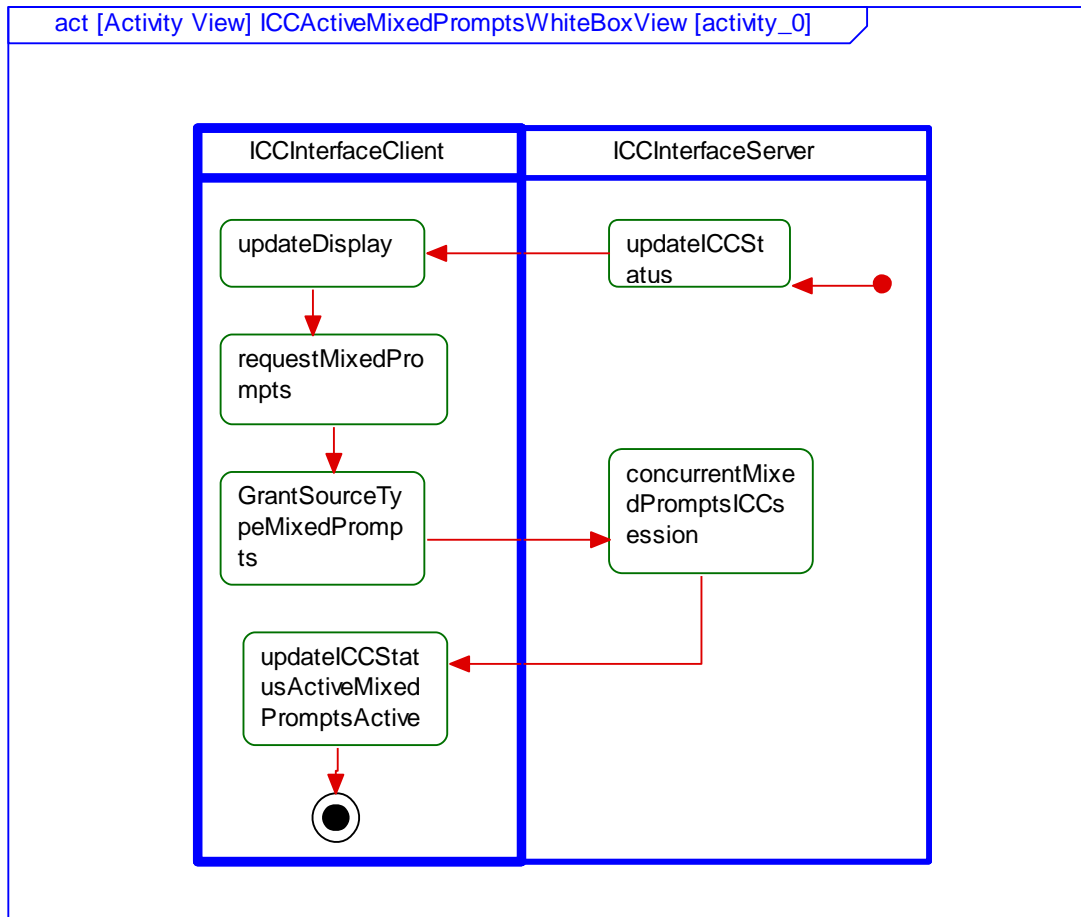 act [Activity View] ICCActiveMixedPromptsWhiteBoxView [activity_0]
ICCInterfaceClient
ICCInterfaceServer
updateDisplay
updateICCSt
atus
requestMixedPro
mpts
GrantSourceTy
peMixedPromp
ts
concurrentMixe
dPromptsICCs
ession
updateICCStat
usActiveMixed
PromptsActive